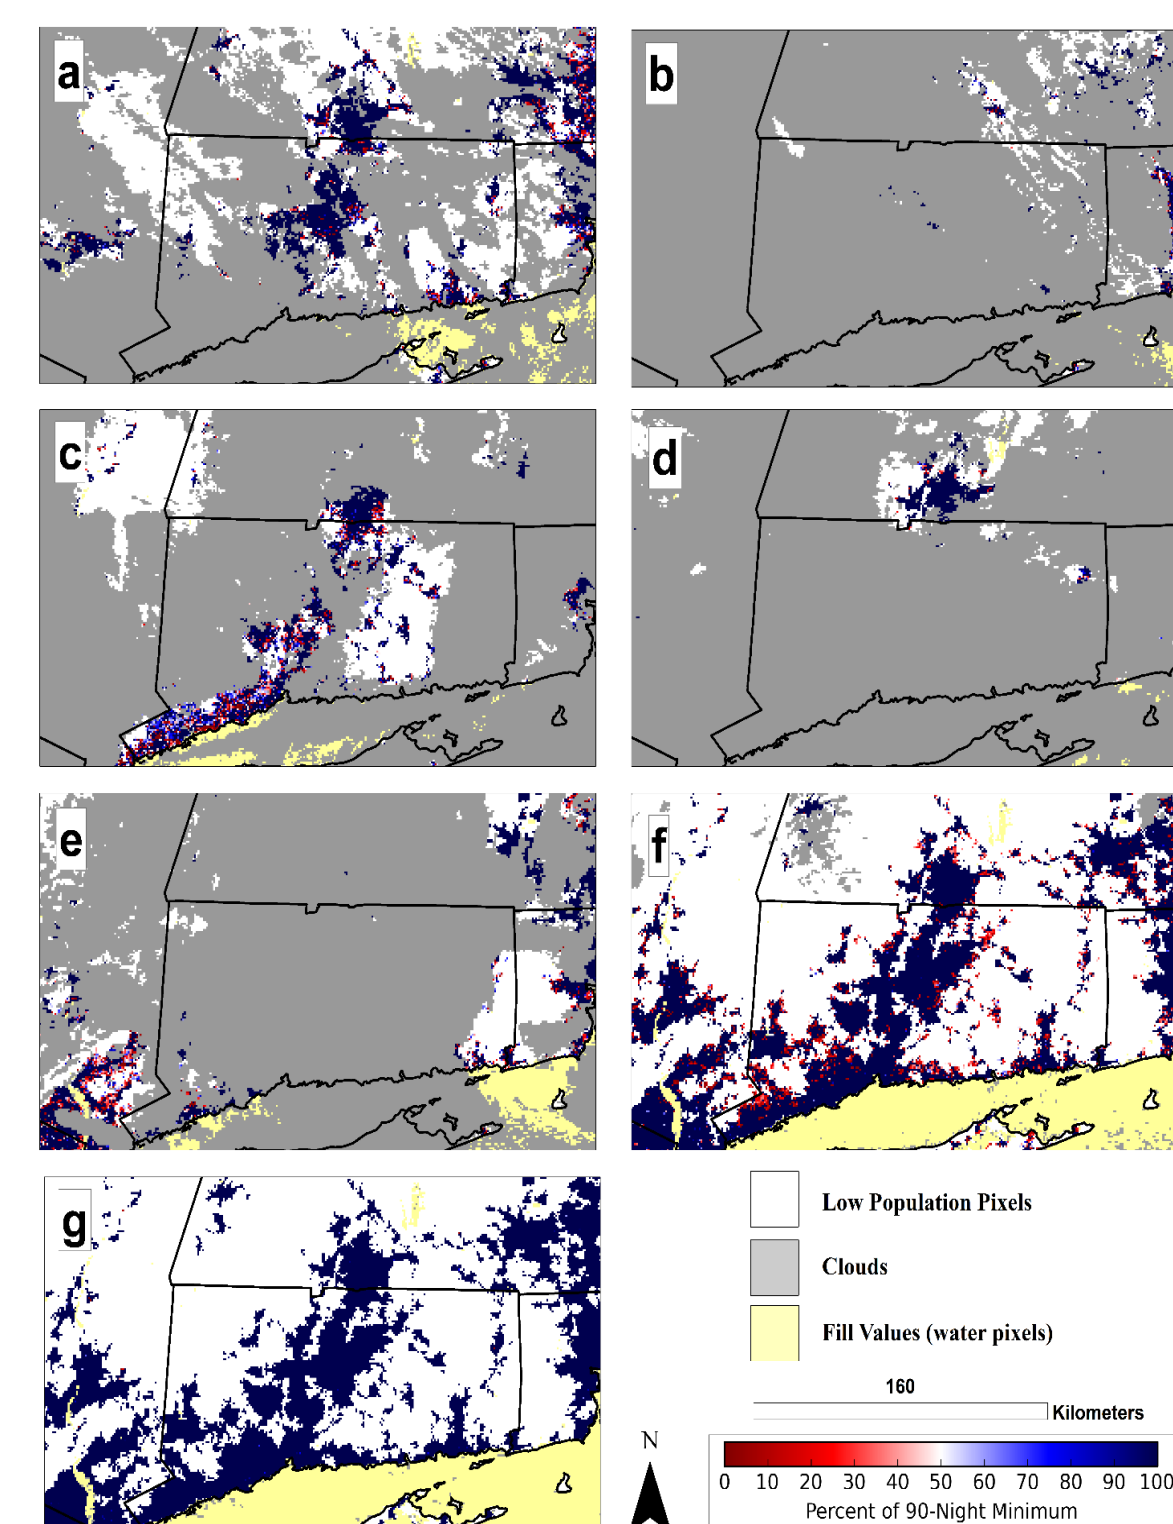 a
b
c
d
e
f
g
Low Population Pixels
Clouds
Fill Values (water pixels)
160
Kilometers
N
0 10 20 30 40 50 60 70 80 90 100
Percent of 90-Night Minimum